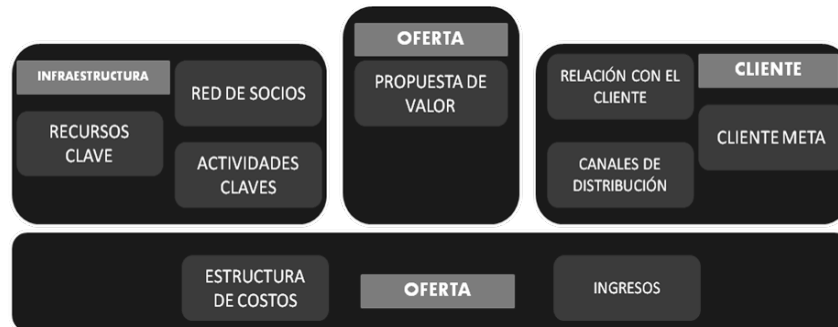 INFRAESTRUCTURA
RECURSOS
CLAVE
RED DE SOCIOS
ACTIVIDADES
CLAVES
OFERTA
PROPUESTA DE
VALOR
RELACIÓN CON EL
CLIENTE
CANALES DE
DISTRIBUCIÓN
CLIENTE
CLIENTE META
ESTRUCTURA
DE COSTOS
OFERTA
INGRESOS